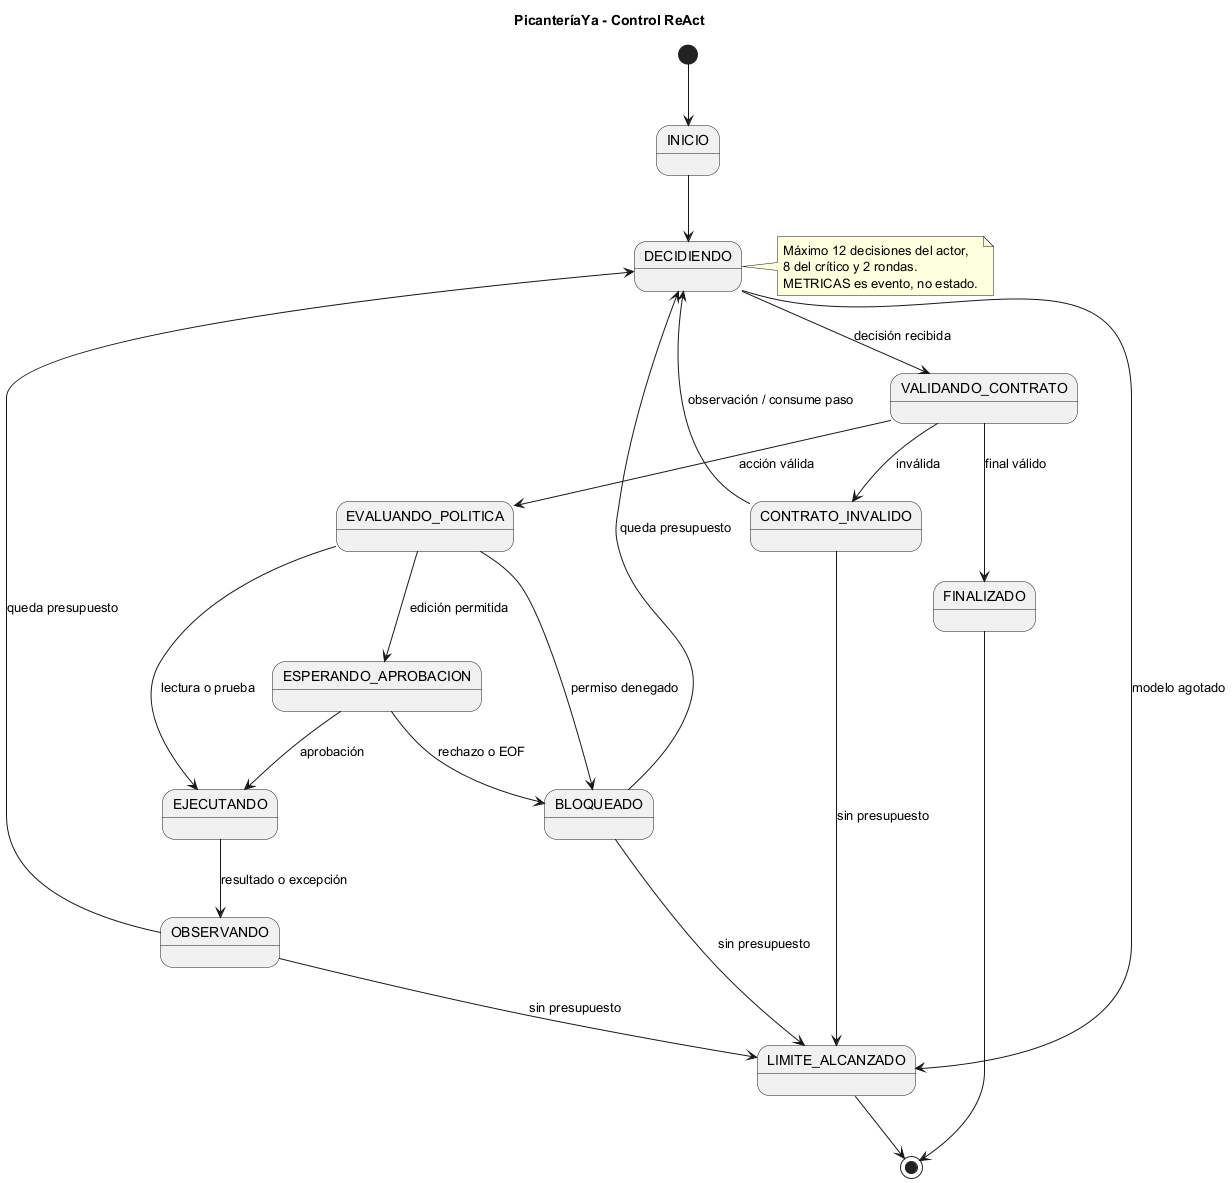 PicanteríaYa - Control ReAct
INICIO
DECIDIENDO
Máximo 12 decisiones del actor,
8 del crítico y 2 rondas.
METRICAS es evento, no estado.
decisión recibida
VALIDANDO_CONTRATO
observación / consume paso
acción válida
inválida
final válido
EVALUANDO_POLITICA
CONTRATO_INVALIDO
queda presupuesto
FINALIZADO
queda presupuesto
edición permitida
ESPERANDO_APROBACION
lectura o prueba
permiso denegado
modelo agotado
aprobación
rechazo o EOF
EJECUTANDO
BLOQUEADO
sin presupuesto
resultado o excepción
OBSERVANDO
sin presupuesto
sin presupuesto
LIMITE_ALCANZADO